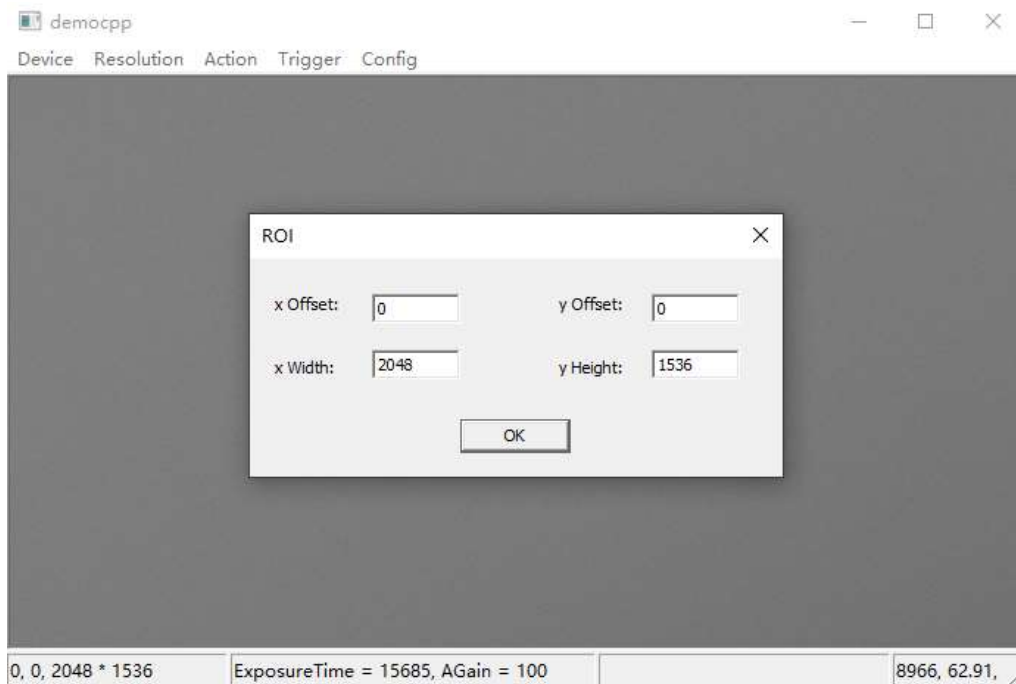 democpp
Device Resolution Action Trigger Config
ROI
x Offset: 0 y Offset: 0
x Width: 2048 y Height: 1536
OK
0, 0, 2048 * 1536 ExposureTime = 15685, AGain = 100 8966, 62.91,